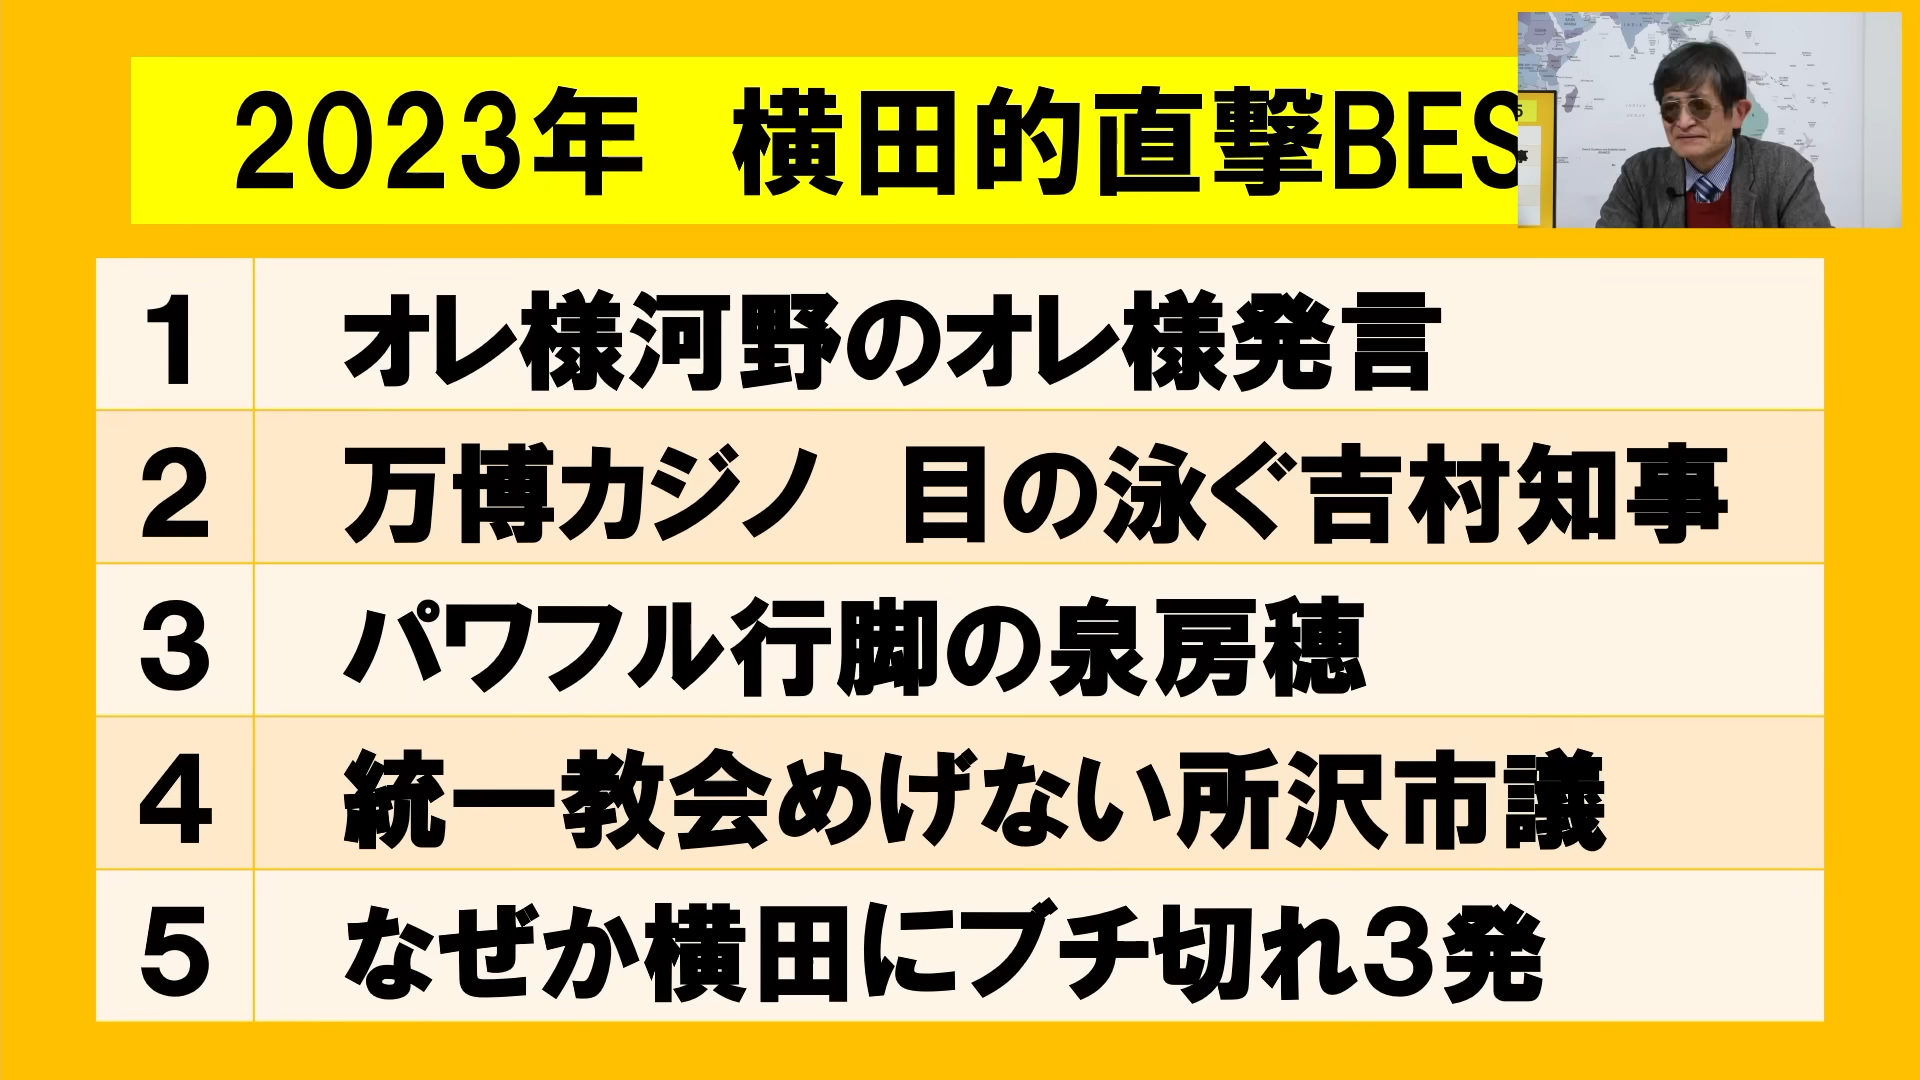 2023年　横田的直撃BES
5
1 オレ様河野のオレ様発言
2 万博カジノ　目の泳ぐ吉村知事
3 パワフル行脚の泉房穂
4 統一教会めげない所沢市議
5 なぜか横田にブチ切れ3発